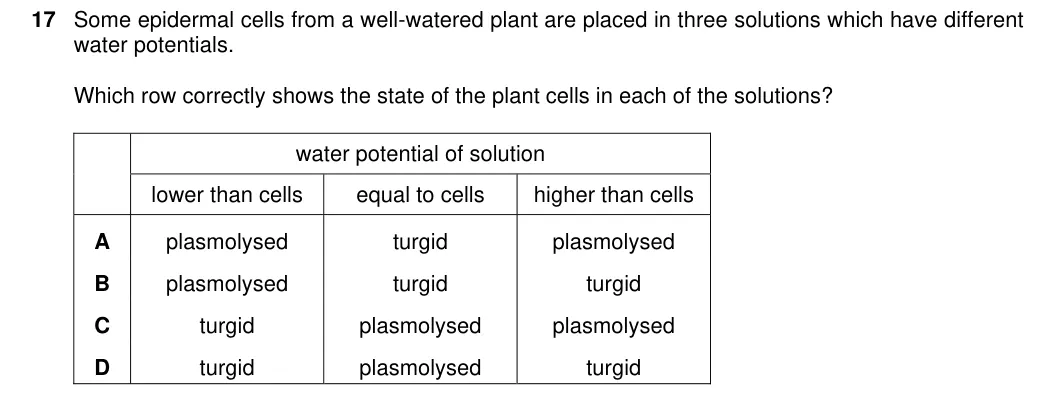 17 Some epidermal cells from a well-watered plant are placed in three solutions which have different
water potentials.
Which row correctly shows the state of the plant cells in each of the solutions?
water potential of solution
lower than cells equal to cells higher than cells
A plasmolysed turgid plasmolysed
B plasmolysed turgid turgid
C turgid plasmolysed plasmolysed
D turgid plasmolysed turgid